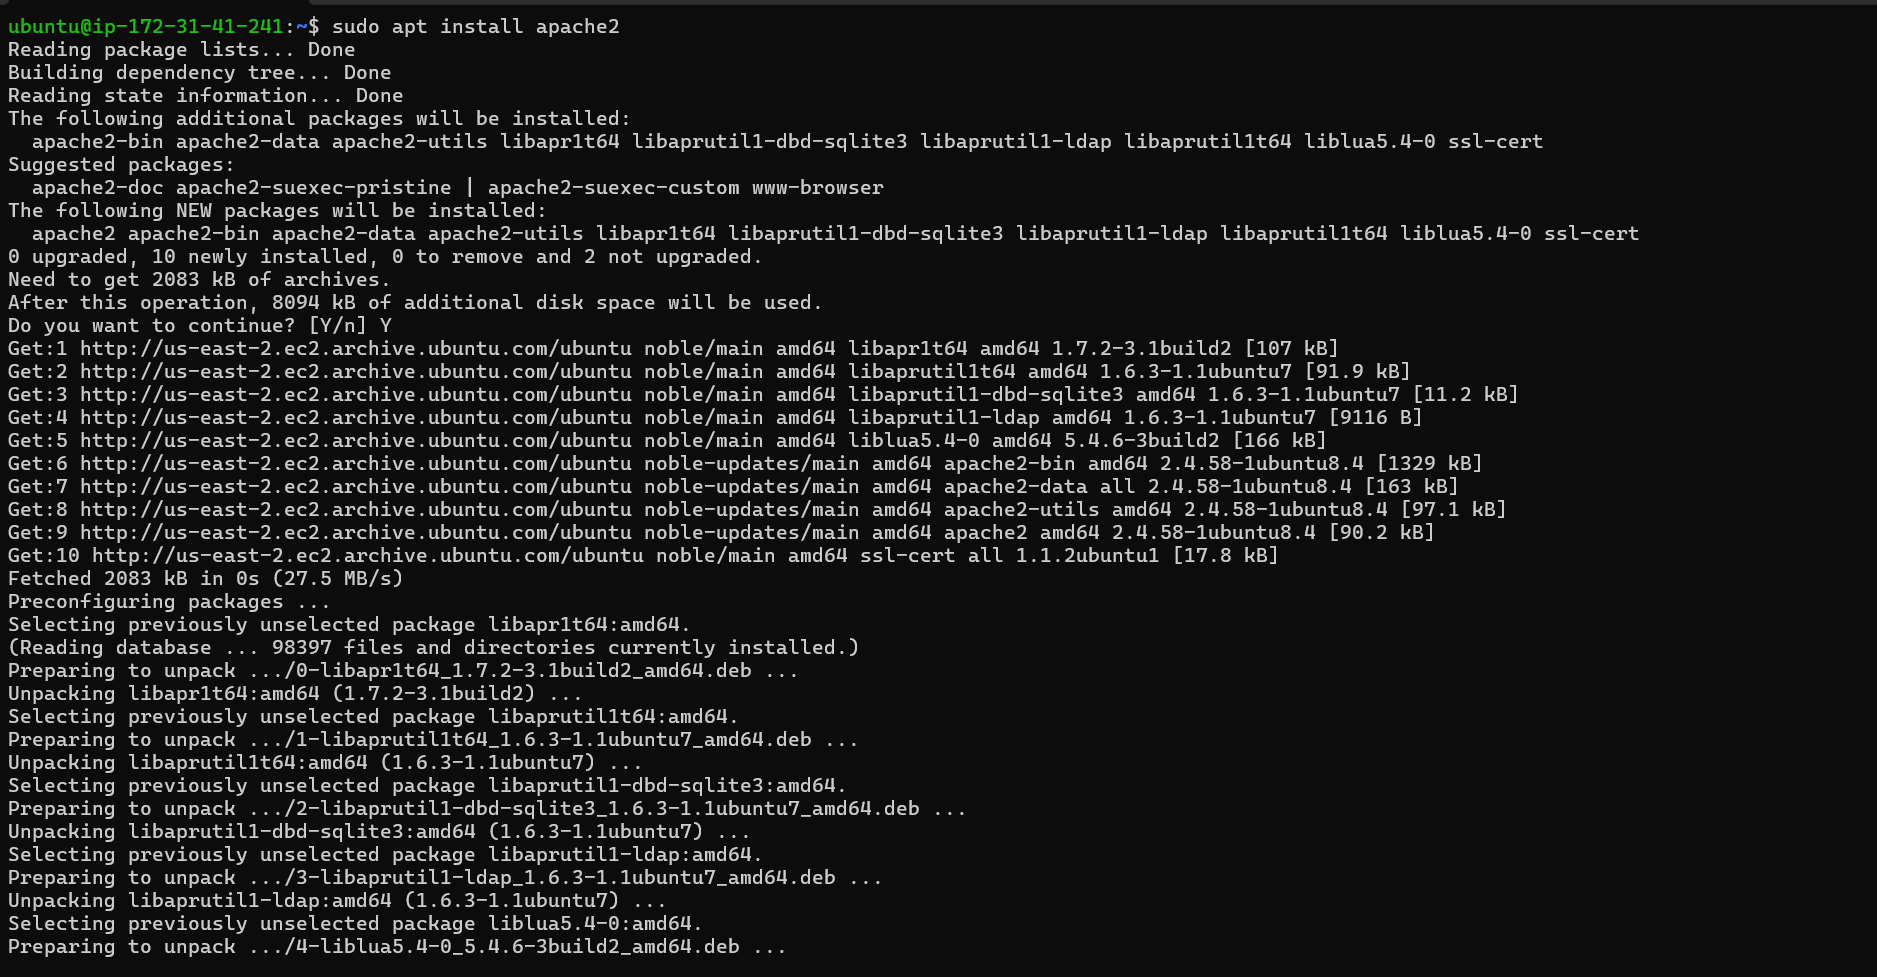 ubuntu@ip-172-31-41-241:~$ sudo apt install apache2
Reading package lists... Done
Building dependency tree... Done
Reading state information... Done
The following additional packages will be installed:
  apache2-bin apache2-data apache2-utils libapr1t64 libaprutil1-dbd-sqlite3 libaprutil1-ldap libaprutil1t64 liblua5.4-0 ssl-cert
Suggested packages:
  apache2-doc apache2-suexec-pristine | apache2-suexec-custom www-browser
The following NEW packages will be installed:
  apache2 apache2-bin apache2-data apache2-utils libapr1t64 libaprutil1-dbd-sqlite3 libaprutil1-ldap libaprutil1t64 liblua5.4-0 ssl-cert
0 upgraded, 10 newly installed, 0 to remove and 2 not upgraded.
Need to get 2083 kB of archives.
After this operation, 8094 kB of additional disk space will be used.
Do you want to continue? [Y/n] Y
Get:1 http://us-east-2.ec2.archive.ubuntu.com/ubuntu noble/main amd64 libapr1t64 amd64 1.7.2-3.1build2 [107 kB]
Get:2 http://us-east-2.ec2.archive.ubuntu.com/ubuntu noble/main amd64 libaprutil1t64 amd64 1.6.3-1.1ubuntu7 [91.9 kB]
Get:3 http://us-east-2.ec2.archive.ubuntu.com/ubuntu noble/main amd64 libaprutil1-dbd-sqlite3 amd64 1.6.3-1.1ubuntu7 [11.2 kB]
Get:4 http://us-east-2.ec2.archive.ubuntu.com/ubuntu noble/main amd64 libaprutil1-ldap amd64 1.6.3-1.1ubuntu7 [9116 B]
Get:5 http://us-east-2.ec2.archive.ubuntu.com/ubuntu noble/main amd64 liblua5.4-0 amd64 5.4.6-3build2 [166 kB]
Get:6 http://us-east-2.ec2.archive.ubuntu.com/ubuntu noble-updates/main amd64 apache2-bin amd64 2.4.58-1ubuntu8.4 [1329 kB]
Get:7 http://us-east-2.ec2.archive.ubuntu.com/ubuntu noble-updates/main amd64 apache2-data all 2.4.58-1ubuntu8.4 [163 kB]
Get:8 http://us-east-2.ec2.archive.ubuntu.com/ubuntu noble-updates/main amd64 apache2-utils amd64 2.4.58-1ubuntu8.4 [97.1 kB]
Get:9 http://us-east-2.ec2.archive.ubuntu.com/ubuntu noble-updates/main amd64 apache2 amd64 2.4.58-1ubuntu8.4 [90.2 kB]
Get:10 http://us-east-2.ec2.archive.ubuntu.com/ubuntu noble/main amd64 ssl-cert all 1.1.2ubuntu1 [17.8 kB]
Fetched 2083 kB in 0s (27.5 MB/s)
Preconfiguring packages ...
Selecting previously unselected package libapr1t64:amd64.
(Reading database ... 98397 files and directories currently installed.)
Preparing to unpack .../0-libapr1t64_1.7.2-3.1build2_amd64.deb ...
Unpacking libapr1t64:amd64 (1.7.2-3.1build2) ...
Selecting previously unselected package libaprutil1t64:amd64.
Preparing to unpack .../1-libaprutil1t64_1.6.3-1.1ubuntu7_amd64.deb ...
Unpacking libaprutil1t64:amd64 (1.6.3-1.1ubuntu7) ...
Selecting previously unselected package libaprutil1-dbd-sqlite3:amd64.
Preparing to unpack .../2-libaprutil1-dbd-sqlite3_1.6.3-1.1ubuntu7_amd64.deb ...
Unpacking libaprutil1-dbd-sqlite3:amd64 (1.6.3-1.1ubuntu7) ...
Selecting previously unselected package libaprutil1-ldap:amd64.
Preparing to unpack .../3-libaprutil1-ldap_1.6.3-1.1ubuntu7_amd64.deb ...
Unpacking libaprutil1-ldap:amd64 (1.6.3-1.1ubuntu7) ...
Selecting previously unselected package liblua5.4-0:amd64.
Preparing to unpack .../4-liblua5.4-0_5.4.6-3build2_amd64.deb ...